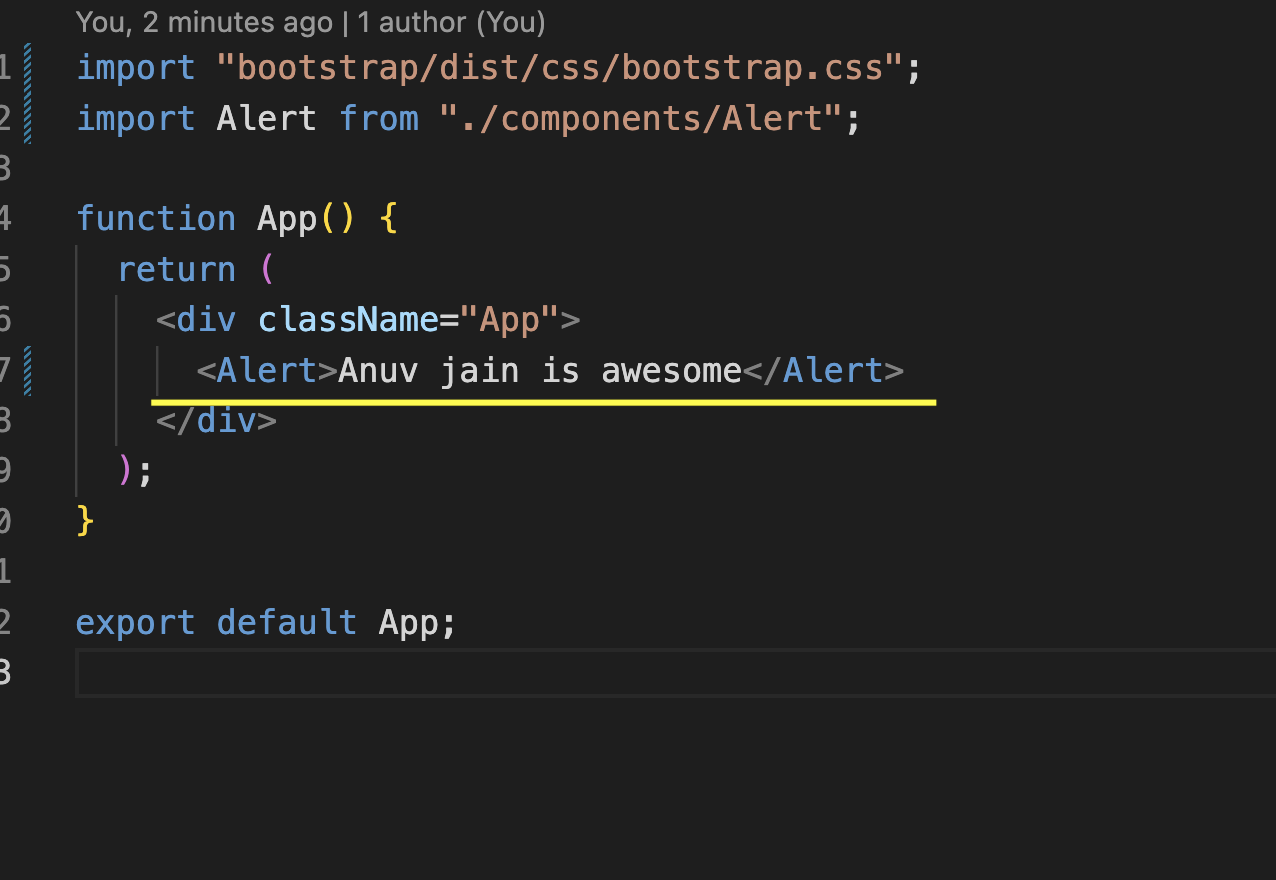 You, 2 minutes ago | 1 author (You)
1 import "bootstrap/dist/css/bootstrap.css";
2 import Alert from "./components/Alert";
3
4 function App() {
5 return (
6 <div className="App">
7 <Alert>Anuv jain is awesome</Alert>
8 </div>
9 );
0 }
1
2 export default App;
3